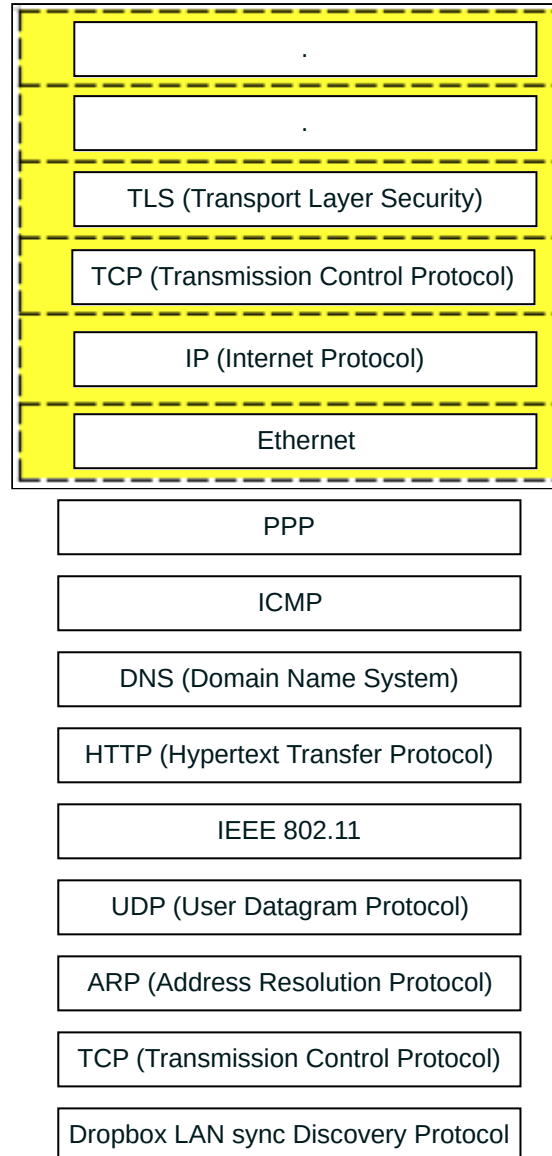 .
.
TLS (Transport Layer Security)
TCP (Transmission Control Protocol)
IP (Internet Protocol)
Ethernet
PPP
ICMP
DNS (Domain Name System)
HTTP (Hypertext Transfer Protocol)
IEEE 802.11
UDP (User Datagram Protocol)
ARP (Address Resolution Protocol)
TCP (Transmission Control Protocol)
Dropbox LAN sync Discovery Protocol